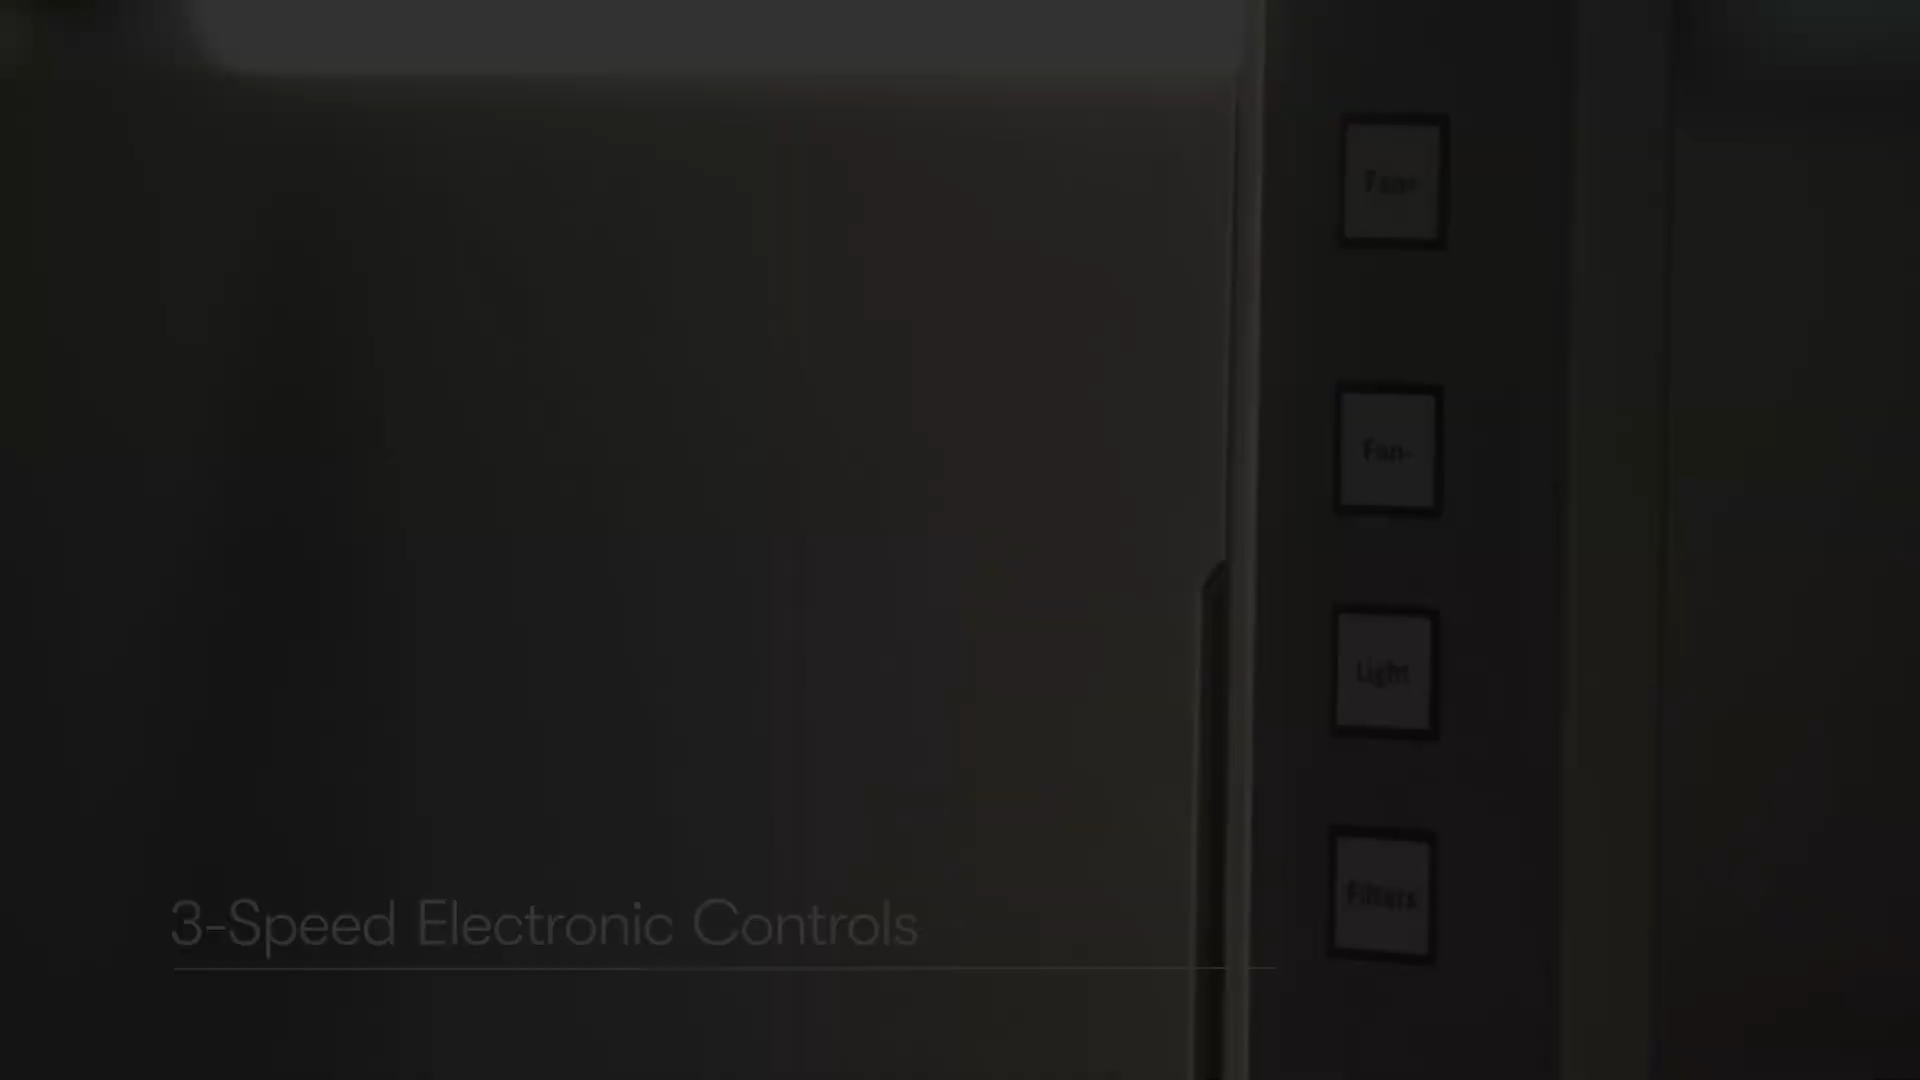 Fan+
Fan-
Light
Filters
3-Speed Electronic Controls